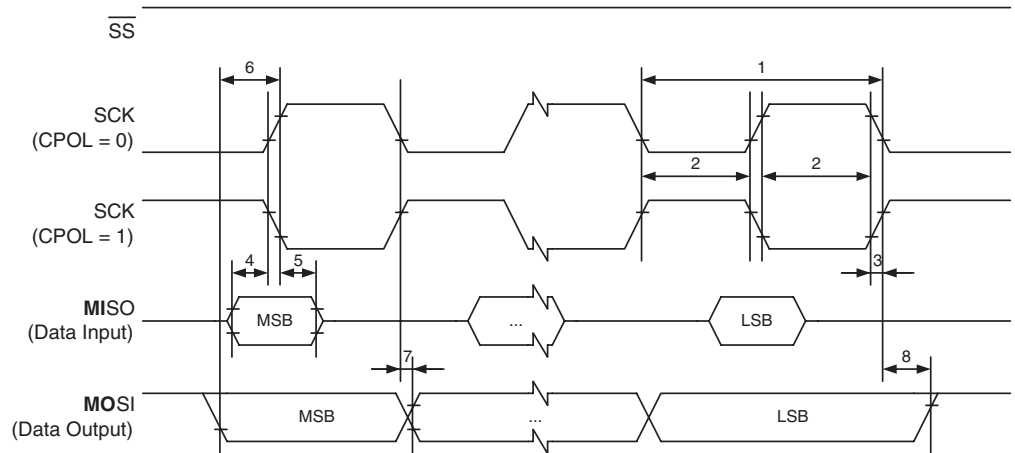 SS
6
1
SCK
(CPOL = 0)
2
2
SCK
(CPOL = 1)
4
5
3
MISO
(Data Input)
MSB
...
LSB
7
8
MOSI
(Data Output)
MSB
...
LSB